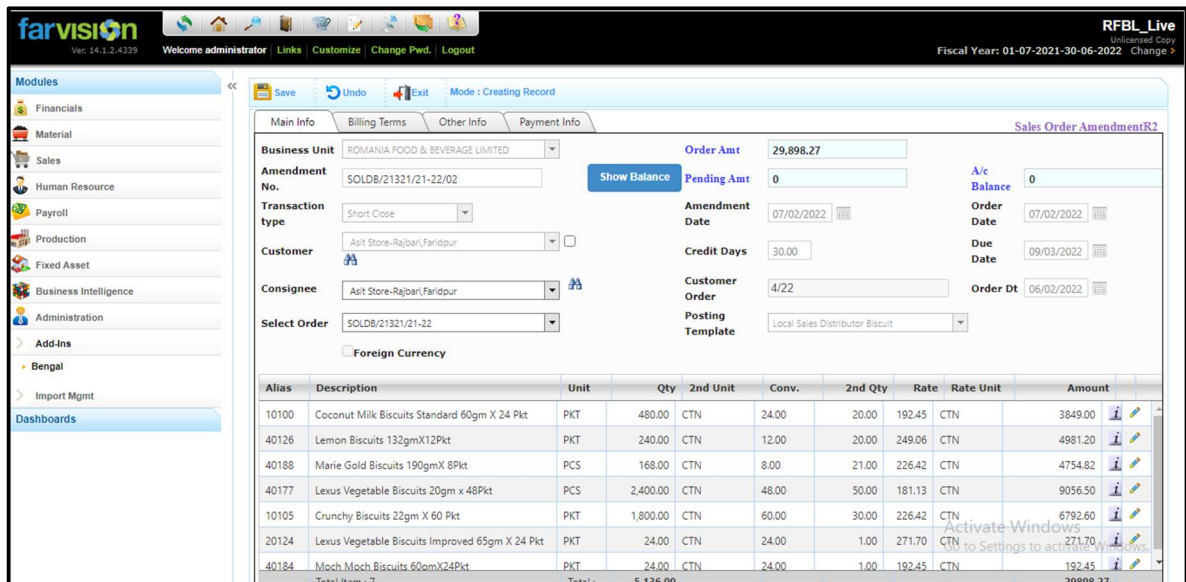 farvision
RFBL_Live
Ver. 14.1.2.4339
Welcome administrator | Links | Customize | Change Pwd. | Logout
Unlicensed Copy
Fiscal Year: 01-07-2021-30-06-2022 Change >
Modules
Financials
Material
Sales
Human Resource
Payroll
Production
Fixed Asset
Business Intelligence
Administration
Add-Ins
Bengal
Import Mgmt
Dashboards
Save Undo Exit Mode : Creating Record
Main Info Billing Terms Other Info Payment Info
Sales Order AmendmentR2
Business Unit ROMANIA FOOD & BEVERAGE LIMITED Order Amt 29,898.27
Amendment No. SOLDB/21321/21-22/02 Show Balance Pending Amt 0 A/c Balance 0
Transaction type Short Close Amendment Date 07/02/2022 Order Date 07/02/2022
Customer Asit Store-Rajbari,Faridpur Credit Days 30.00 Due Date 09/03/2022
Consignee Asit Store-Rajbari,Faridpur Customer Order 4/22 Order Dt 06/02/2022
Select Order SOLDB/21321/21-22 Posting Template Local Sales Distributor Biscuit
Foreign Currency
Alias Description Unit Qty 2nd Unit Conv. 2nd Qty Rate Rate Unit Amount
10100 Coconut Milk Biscuits Standard 60gm X 24 Pkt PKT 480.00 CTN 24.00 20.00 192.45 CTN 3849.00 i
40126 Lemon Biscuits 132gmX12Pkt PKT 240.00 CTN 12.00 20.00 249.06 CTN 4981.20 i
40188 Marie Gold Biscuits 190gmX 8Pkt PCS 168.00 CTN 8.00 21.00 226.42 CTN 4754.82 i
40177 Lexus Vegetable Biscuits 20gm x 48Pkt PCS 2,400.00 CTN 48.00 50.00 181.13 CTN 9056.50 i
10105 Crunchy Biscuits 22gm X 60 Pkt PKT 1,800.00 CTN 60.00 30.00 226.42 CTN 6792.60 i
Activate Windows
20124 Lexus Vegetable Biscuits Improved 65gm X 24 Pkt PKT 24.00 CTN 24.00 1.00 271.70 CTN 271.70 i
Go to Settings to activate Windows.
40184 Moch Moch Biscuits 60gmX24Pkt PKT 24.00 CTN 24.00 1.00 192.45 CTN 192.45 i
Total Item : 7 Total : 5,136.00 29898.27